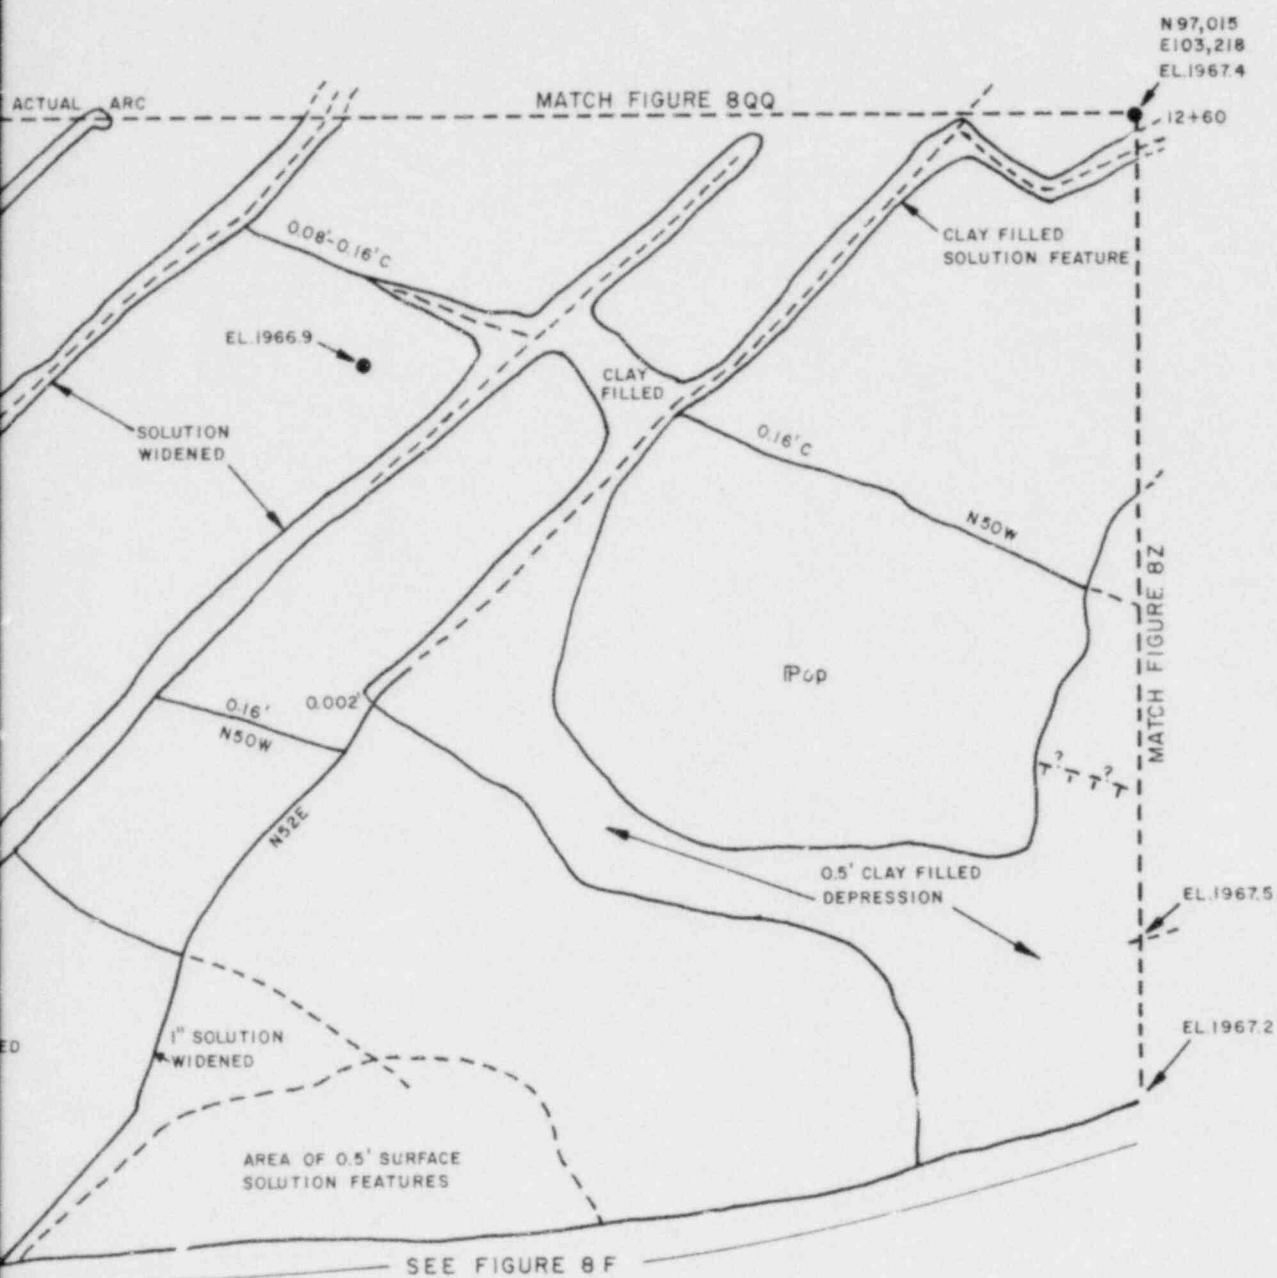 N 97,015
E103,218
EL.1967.4
ACTUAL ARC
MATCH FIGURE 8QQ
12+60
0.08'-0.16'C
CLAY FILLED
SOLUTION FEATURE
EL.1966.9
CLAY
FILLED
SOLUTION
WIDENED
0.16'C
N50W
MATCH FIGURE 8Z
0.16'
N50W
0.002'
? ?
N52E
0.5' CLAY FILLED
DEPRESSION
EL.1967.5
EL.1967.2
ED
1" SOLUTION
WIDENED
AREA OF 0.5' SURFACE
SOLUTION FEATURES
SEE FIGURE 8F